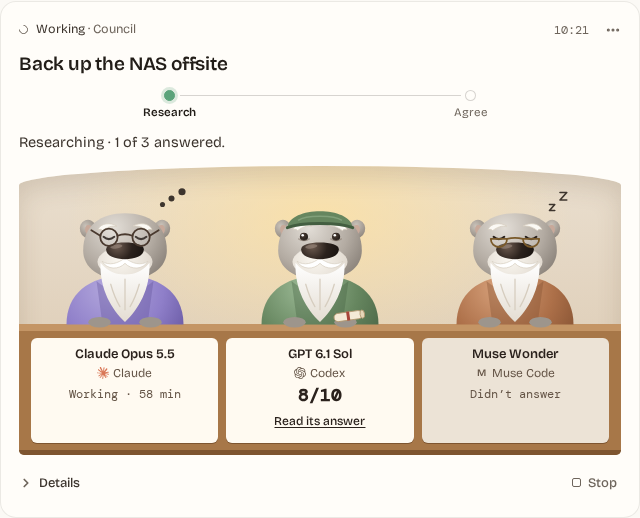 Working · Council
10:21
Back up the NAS offsite
Research
Agree
Researching · 1 of 3 answered.
z Z
Claude Opus 5.5
Claude
Working · 58 min
GPT 6.1 Sol
Codex
8/10
Read its answer
Muse Wonder
M Muse Code
Didn’t answer
Details
Stop